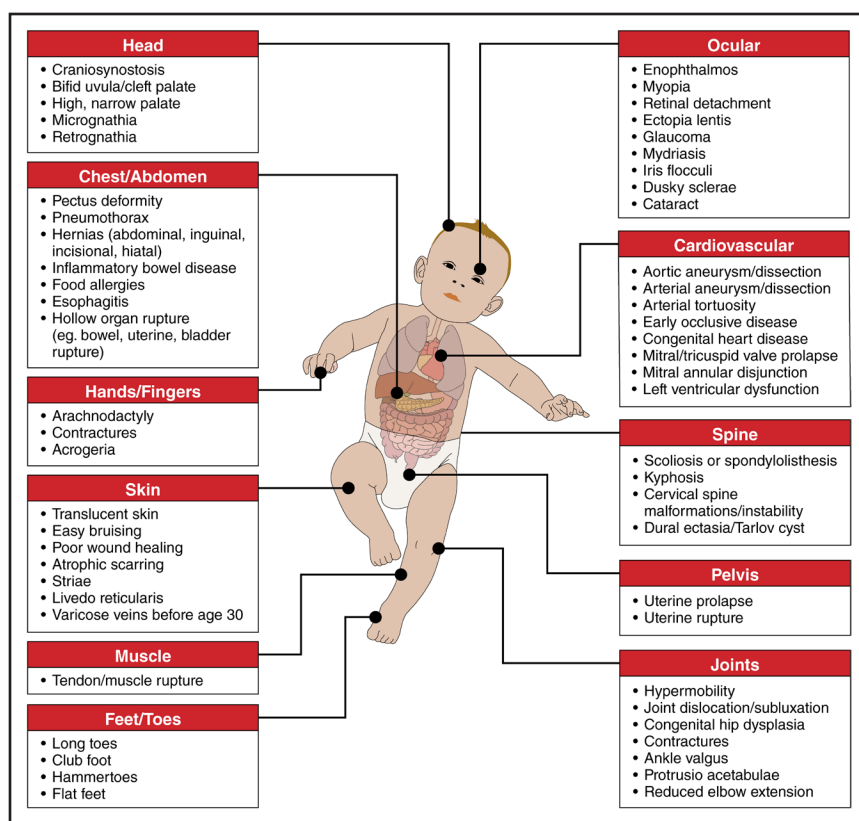 Head
• Craniosynostosis
• Bifid uvula/cleft palate
• High, narrow palate
• Micrognathia
• Retrognathia
Chest/Abdomen
• Pectus deformity
• Pneumothorax
• Hernias (abdominal, inguinal,
incisional, hiatal)
• Inflammatory bowel disease
• Food allergies
• Esophagitis
• Hollow organ rupture
(eg. bowel, uterine, bladder
rupture)
Hands/Fingers
• Arachnodactyly
• Contractures
• Acrogeria
Skin
• Translucent skin
• Easy bruising
• Poor wound healing
• Atrophic scarring
• Striae
• Livedo reticularis
• Varicose veins before age 30
Muscle
• Tendon/muscle rupture
Feet/Toes
• Long toes
• Club foot
• Hammertoes
• Flat feet
Ocular
• Enophthalmos
• Myopia
• Retinal detachment
• Ectopia lentis
• Glaucoma
• Mydriasis
• Iris flocculi
• Dusky sclerae
• Cataract
Cardiovascular
• Aortic aneurysm/dissection
• Arterial aneurysm/dissection
• Arterial tortuosity
• Early occlusive disease
• Congenital heart disease
• Mitral/tricuspid valve prolapse
• Mitral annular disjunction
• Left ventricular dysfunction
Spine
• Scoliosis or spondylolisthesis
• Kyphosis
• Cervical spine
malformations/instability
• Dural ectasia/Tarlov cyst
Pelvis
• Uterine prolapse
• Uterine rupture
Joints
• Hypermobility
• Joint dislocation/subluxation
• Congenital hip dysplasia
• Contractures
• Ankle valgus
• Protrusio acetabulae
• Reduced elbow extension